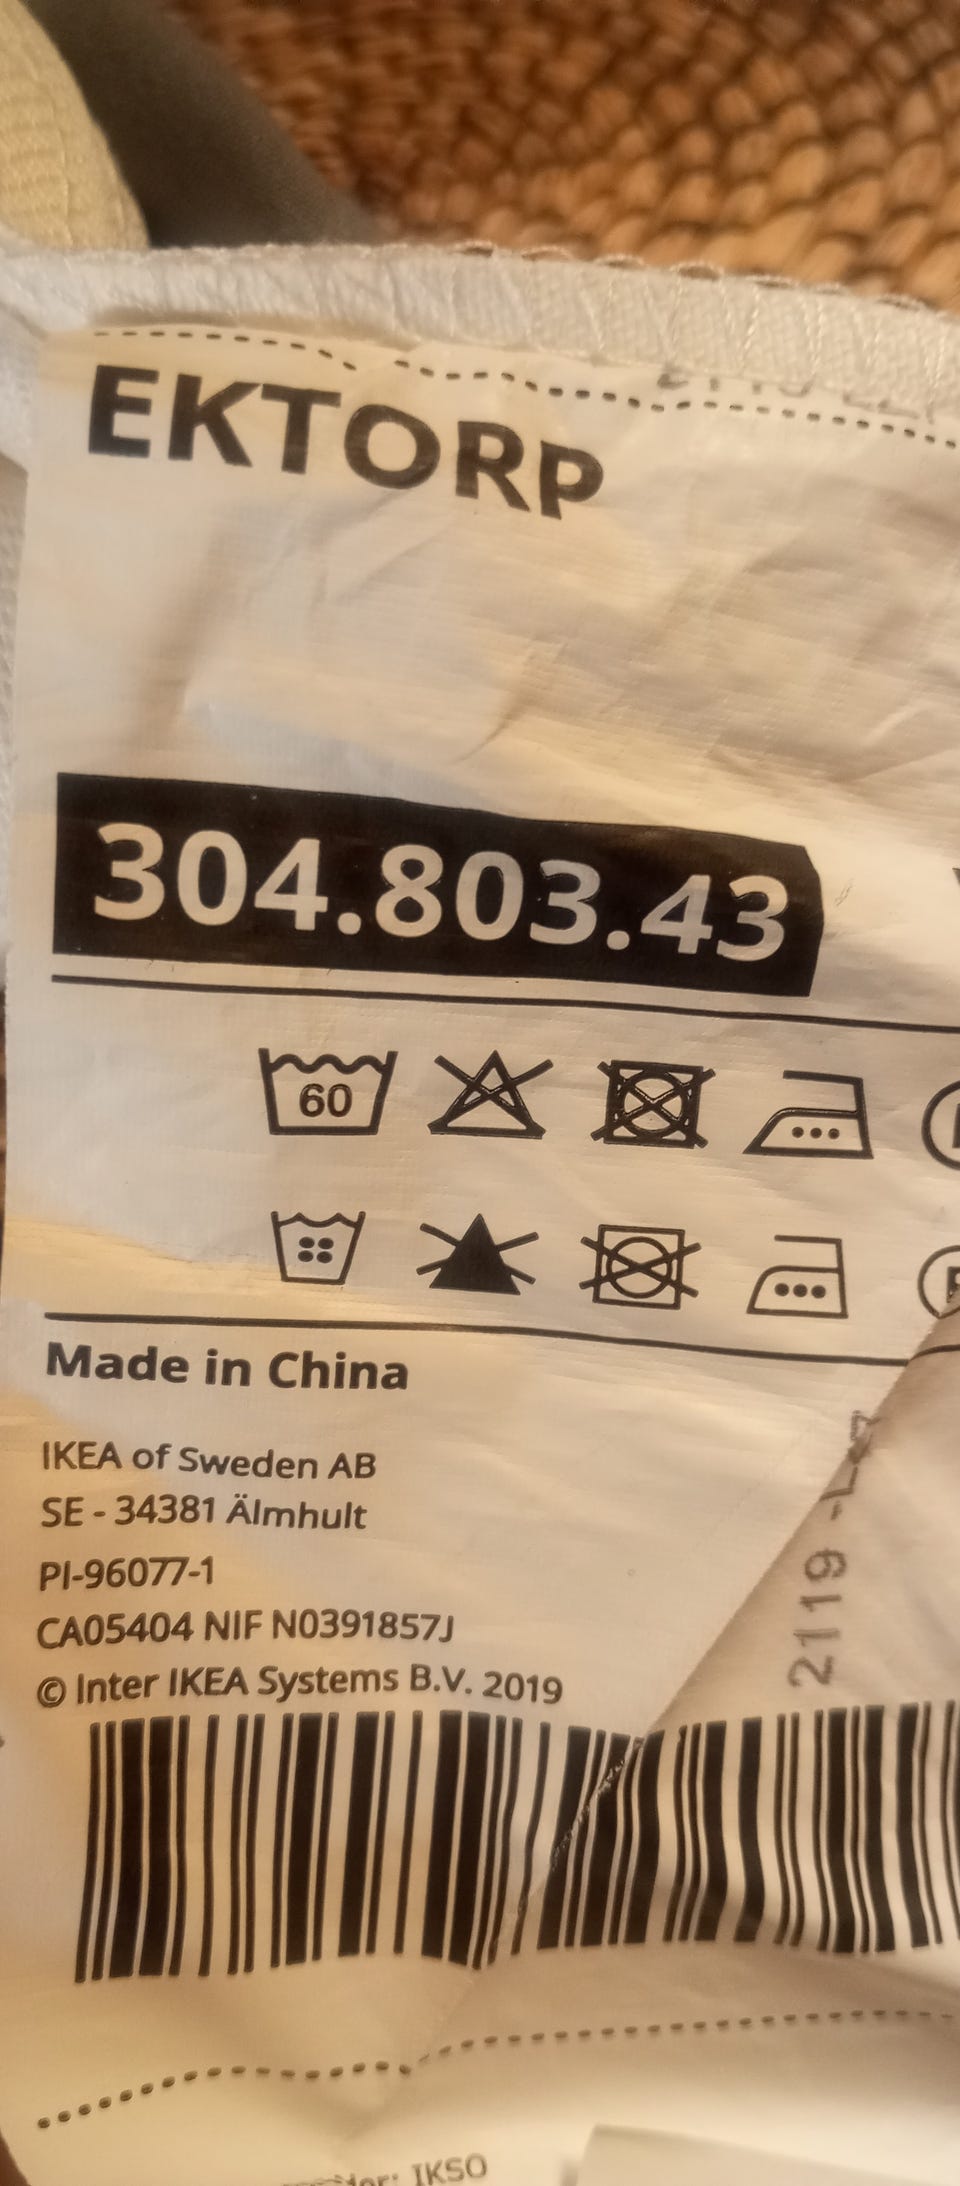 EKTORP
304.803.43
60
Made in China
IKEA of Sweden AB
SE - 34381 Älmhult
PI-96077-1
CA05404 NIF N0391857J
© Inter IKEA Systems B.V. 2019
2119
IKSO